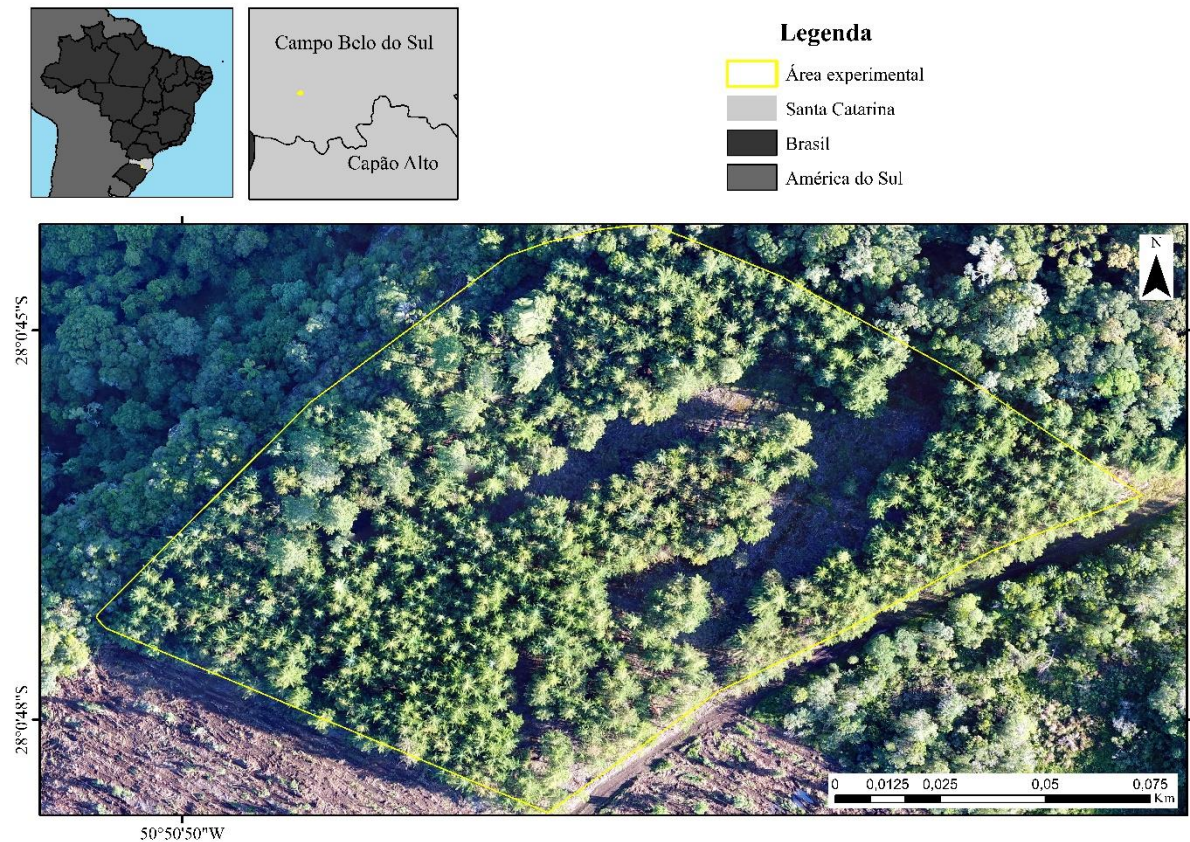 Campo Belo do Sul
Capão Alto
Legenda
Área experimental
Santa Catarina
Brasil
América do Sul
N
28°0'45"S
28°0'48"S
50°50'50"W
0 0,0125 0,025 0,05 0,075
Km